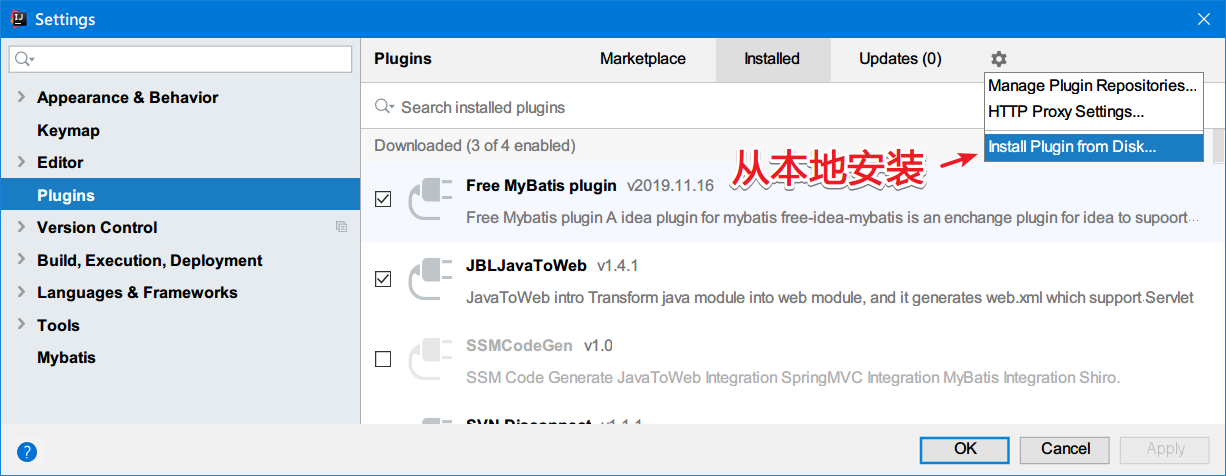 Settings
Plugins
Marketplace
Installed
Updates (0)
Manage Plugin Repositories...
HTTP Proxy Settings...
Install Plugin from Disk...
Appearance & Behavior
Keymap
Editor
Plugins
Version Control
Build, Execution, Deployment
Languages & Frameworks
Tools
Mybatis
Search installed plugins
Downloaded (3 of 4 enabled)
从本地安装
Free MyBatis plugin v2019.11.16
Free Mybatis plugin A idea plugin for mybatis free-idea-mybatis is an enchange plugin for idea to supoort...
JBLJavaToWeb v1.4.1
JavaToWeb intro Transform java module into web module, and it generates web.xml which support Servlet
SSMCodeGen v1.0
SSM Code Generate JavaToWeb Integration SpringMVC Integration MyBatis Integration Shiro.
SVN Disconnect v1.1.1
?
OK
Cancel
Apply